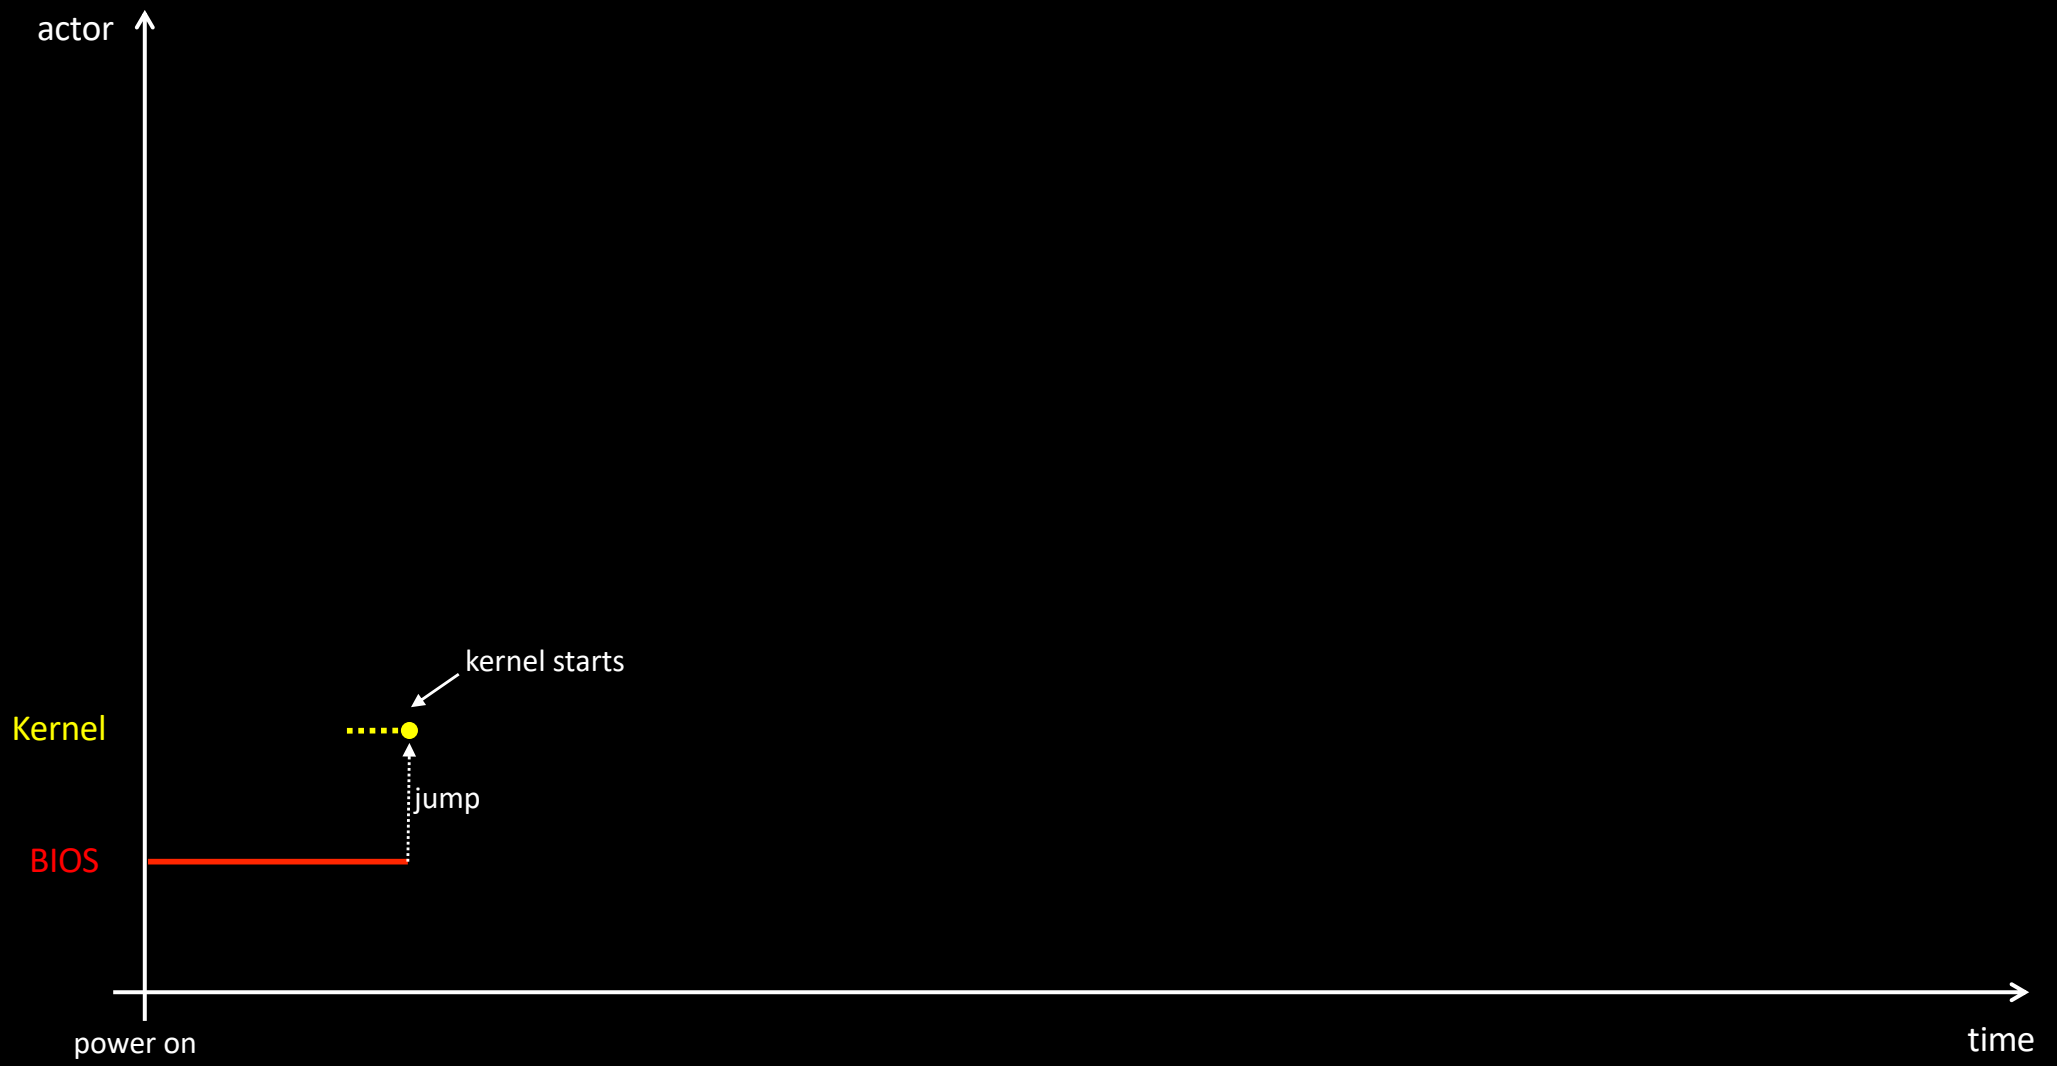 actor
kernel starts
Kernel
jump
BIOS
power on
time